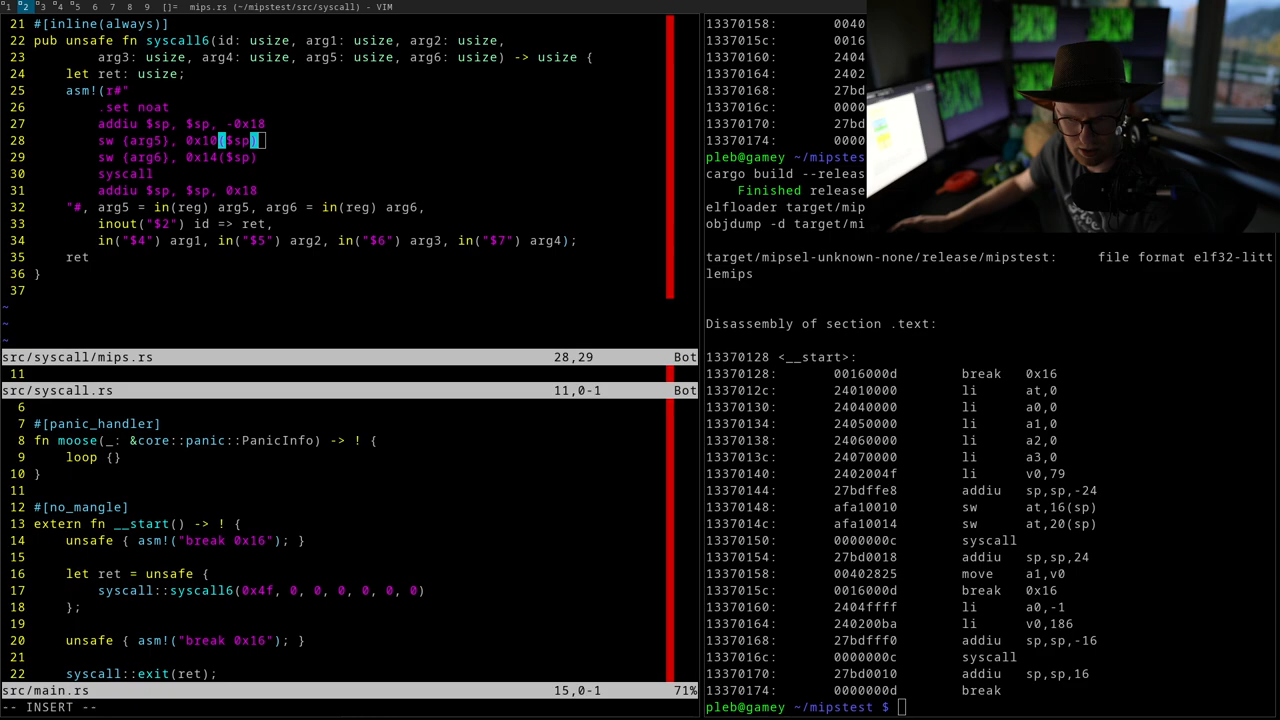 1 2 3 4 5 6 7 8 9 []= mips.rs (~/mipstest/src/syscall) - VIM
21 #[inline(always)]
22 pub unsafe fn syscall6(id: usize, arg1: usize, arg2: usize,
23         arg3: usize, arg4: usize, arg5: usize, arg6: usize) -> usize {
24     let ret: usize;
25     asm!(r#"
26         .set noat
27         addiu $sp, $sp, -0x18
28         sw {arg5}, 0x10($sp)
29         sw {arg6}, 0x14($sp)
30         syscall
31         addiu $sp, $sp, 0x18
32     "#, arg5 = in(reg) arg5, arg6 = in(reg) arg6,
33         inout("$2") id => ret,
34         in("$4") arg1, in("$5") arg2, in("$6") arg3, in("$7") arg4);
35     ret
36 }
37
~
~
~
src/syscall/mips.rs 28,29 Bot
11
src/syscall.rs 11,0-1 Bot
6
7 #[panic_handler]
8 fn moose(_: &core::panic::PanicInfo) -> ! {
9     loop {}
10 }
11
12 #[no_mangle]
13 extern fn __start() -> ! {
14     unsafe { asm!("break 0x16"); }
15
16     let ret = unsafe {
17         syscall::syscall6(0x4f, 0, 0, 0, 0, 0, 0)
18     };
19
20     unsafe { asm!("break 0x16"); }
21
22     syscall::exit(ret);
src/main.rs 15,0-1 71%
-- INSERT --
13370158: 0040
1337015c: 0016
13370160: 2404
13370164: 2402
13370168: 27bd
1337016c: 0000
13370170: 27bd
13370174: 0000
pleb@gamey ~/mipstes
cargo build --releas
    Finished release
elfloader target/mip
objdump -d target/mi
target/mipsel-unknown-none/release/mipstest:     file format elf32-litt
lemips
Disassembly of section .text:
13370128 <__start>:
13370128: 0016000d break 0x16
1337012c: 24010000 li at,0
13370130: 24040000 li a0,0
13370134: 24050000 li a1,0
13370138: 24060000 li a2,0
1337013c: 24070000 li a3,0
13370140: 2402004f li v0,79
13370144: 27bdffe8 addiu sp,sp,-24
13370148: afa10010 sw at,16(sp)
1337014c: afa10014 sw at,20(sp)
13370150: 0000000c syscall
13370154: 27bd0018 addiu sp,sp,24
13370158: 00402825 move a1,v0
1337015c: 0016000d break 0x16
13370160: 2404ffff li a0,-1
13370164: 240200ba li v0,186
13370168: 27bdfff0 addiu sp,sp,-16
1337016c: 0000000c syscall
13370170: 27bd0010 addiu sp,sp,16
13370174: 0000000d break
pleb@gamey ~/mipstest $